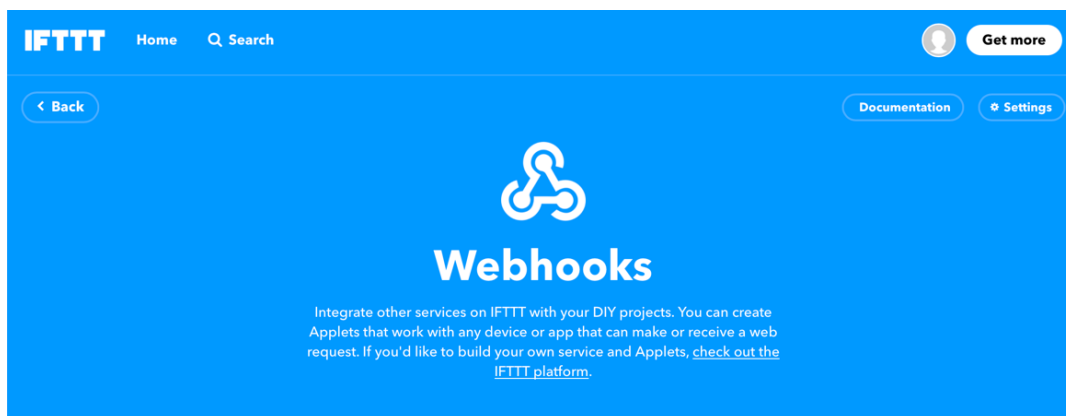 IFTTT Home Search Get more
Back Documentation Settings
Webhooks
Integrate other services on IFTTT with your DIY projects. You can create
Applets that work with any device or app that can make or receive a web
request. If you'd like to build your own service and Applets, check out the
IFTTT platform.